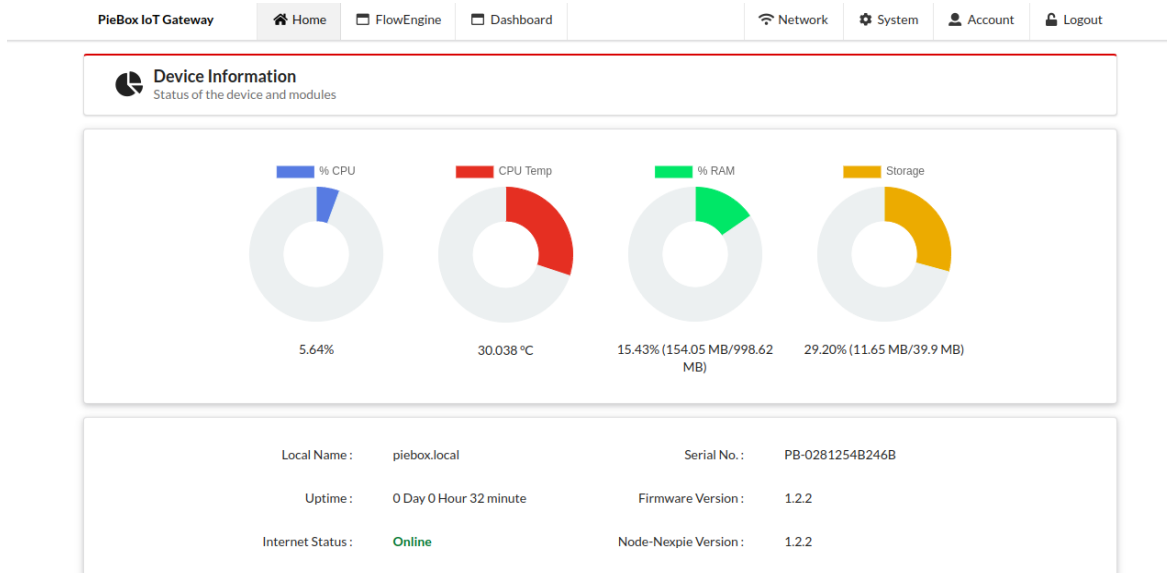 PieBox IoT Gateway Home FlowEngine Dashboard Network System Account Logout
Device Information
Status of the device and modules
% CPU CPU Temp % RAM Storage
5.64% 30.038 ºC 15.43% (154.05 MB/998.62 29.20% (11.65 MB/39.9 MB)
MB)
Local Name : piebox.local Serial No. : PB-0281254B246B
Uptime : 0 Day 0 Hour 32 minute Firmware Version : 1.2.2
Internet Status : Online Node-Nexpie Version : 1.2.2